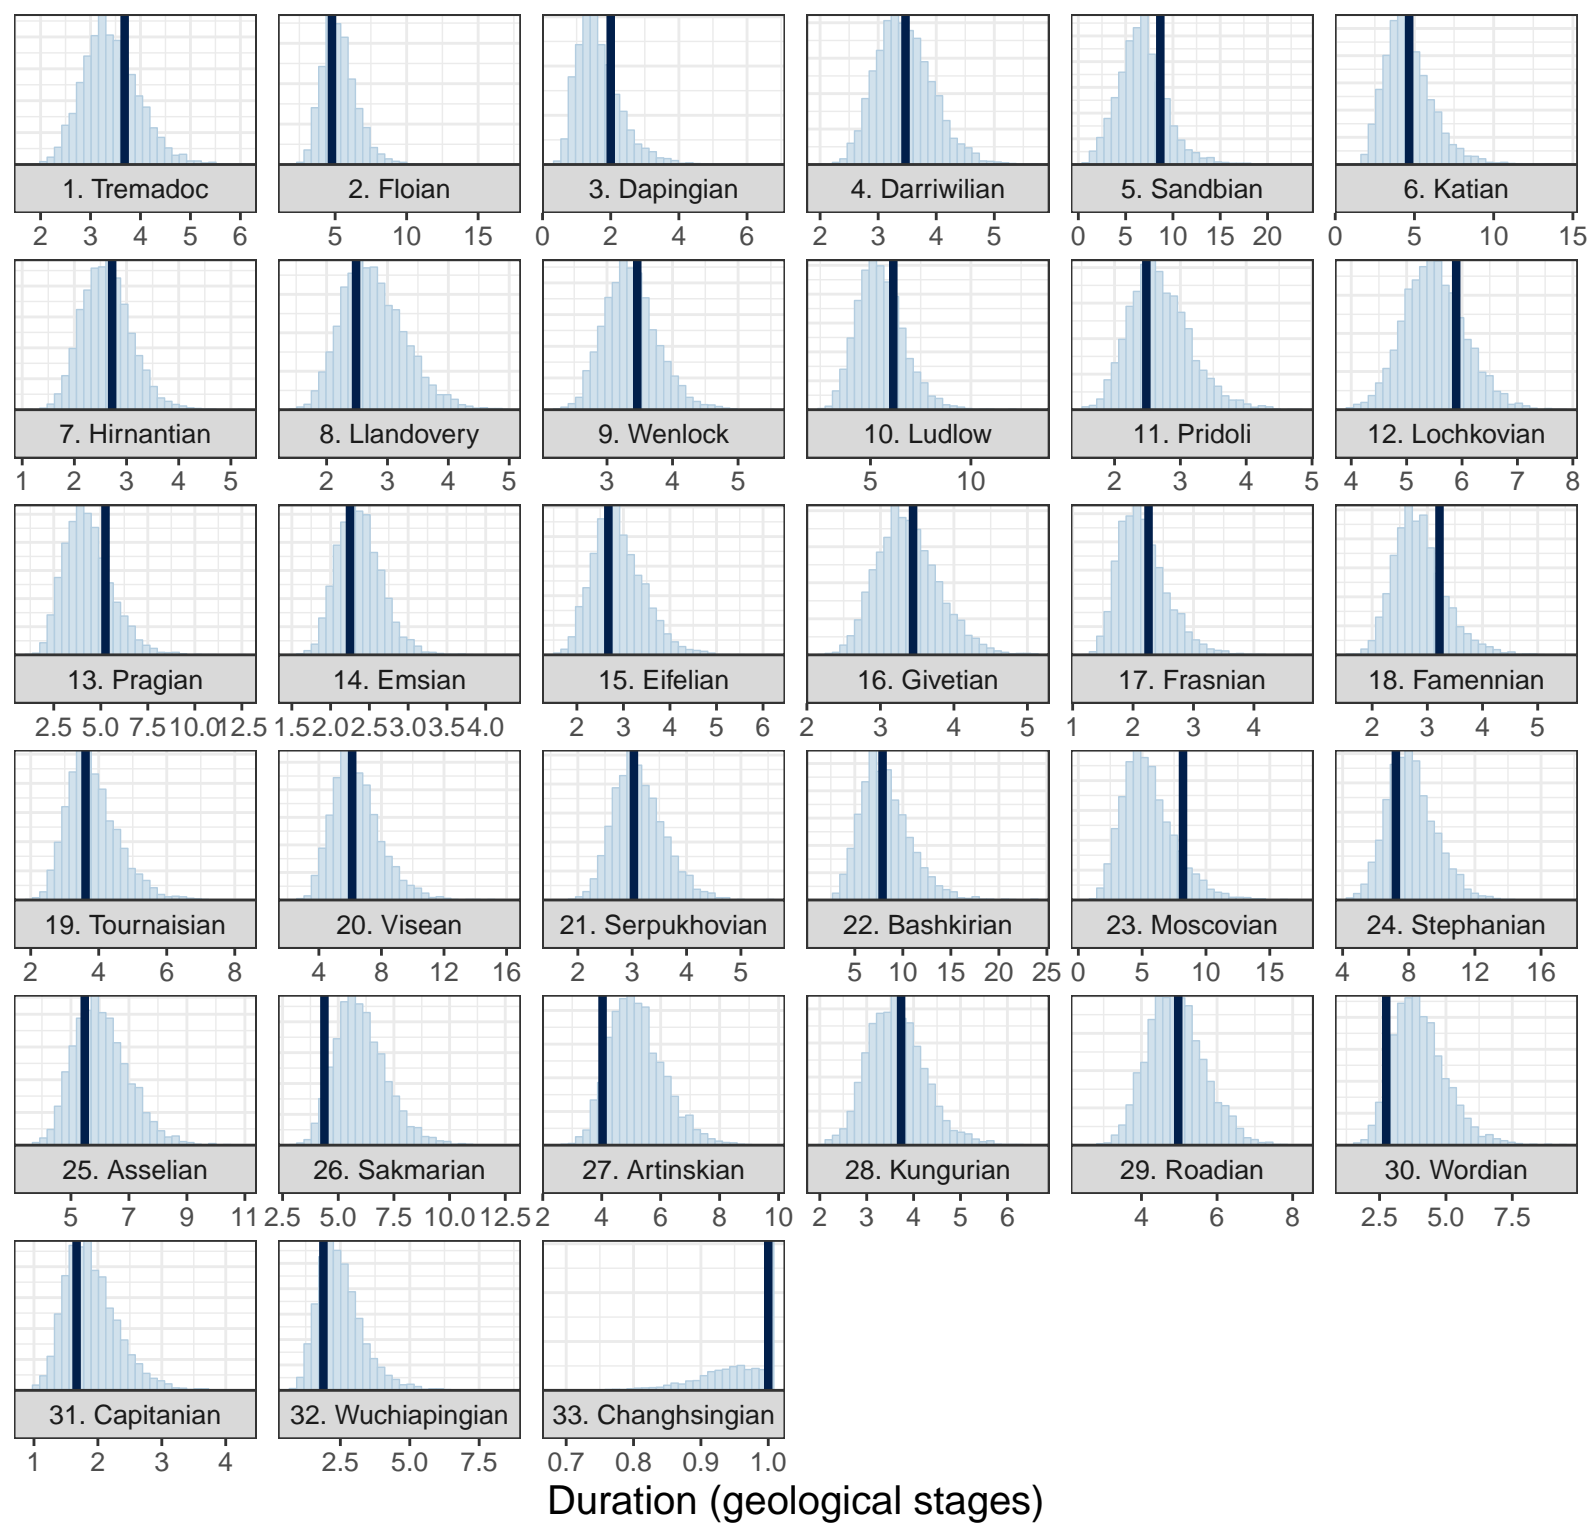 1. Tremadoc 2. Floian 3. Dapingian 4. Darriwilian 5. Sandbian 6. Katian
2 3 4 5 6 5 10 15 0 2 4 6 2 3 4 5 0 5 10 15 20 0 5 10 15
7. Hirnantian 8. Llandovery 9. Wenlock 10. Ludlow 11. Pridoli 12. Lochkovian
1 2 3 4 5 2 3 4 5 3 4 5 5 10 2 3 4 5 4 5 6 7 8
13. Pragian 14. Emsian 15. Eifelian 16. Givetian 17. Frasnian 18. Famennian
2.5 5.0 7.5 10.0 12.5 1.5 2.0 2.5 3.0 3.5 4.0 2 3 4 5 6 2 3 4 5 1 2 3 4 2 3 4 5
19. Tournaisian 20. Visean 21. Serpukhovian 22. Bashkirian 23. Moscovian 24. Stephanian
2 4 6 8 4 8 12 16 2 3 4 5 5 10 15 20 25 0 5 10 15 4 8 12 16
25. Asselian 26. Sakmarian 27. Artinskian 28. Kungurian 29. Roadian 30. Wordian
5 7 9 11 2.5 5.0 7.5 10.0 12.5 2 4 6 8 10 2 3 4 5 6 4 6 8 2.5 5.0 7.5
31. Capitanian 32. Wuchiapingian 33. Changhsingian
1 2 3 4 2.5 5.0 7.5 0.7 0.8 0.9 1.0
Duration (geological stages)